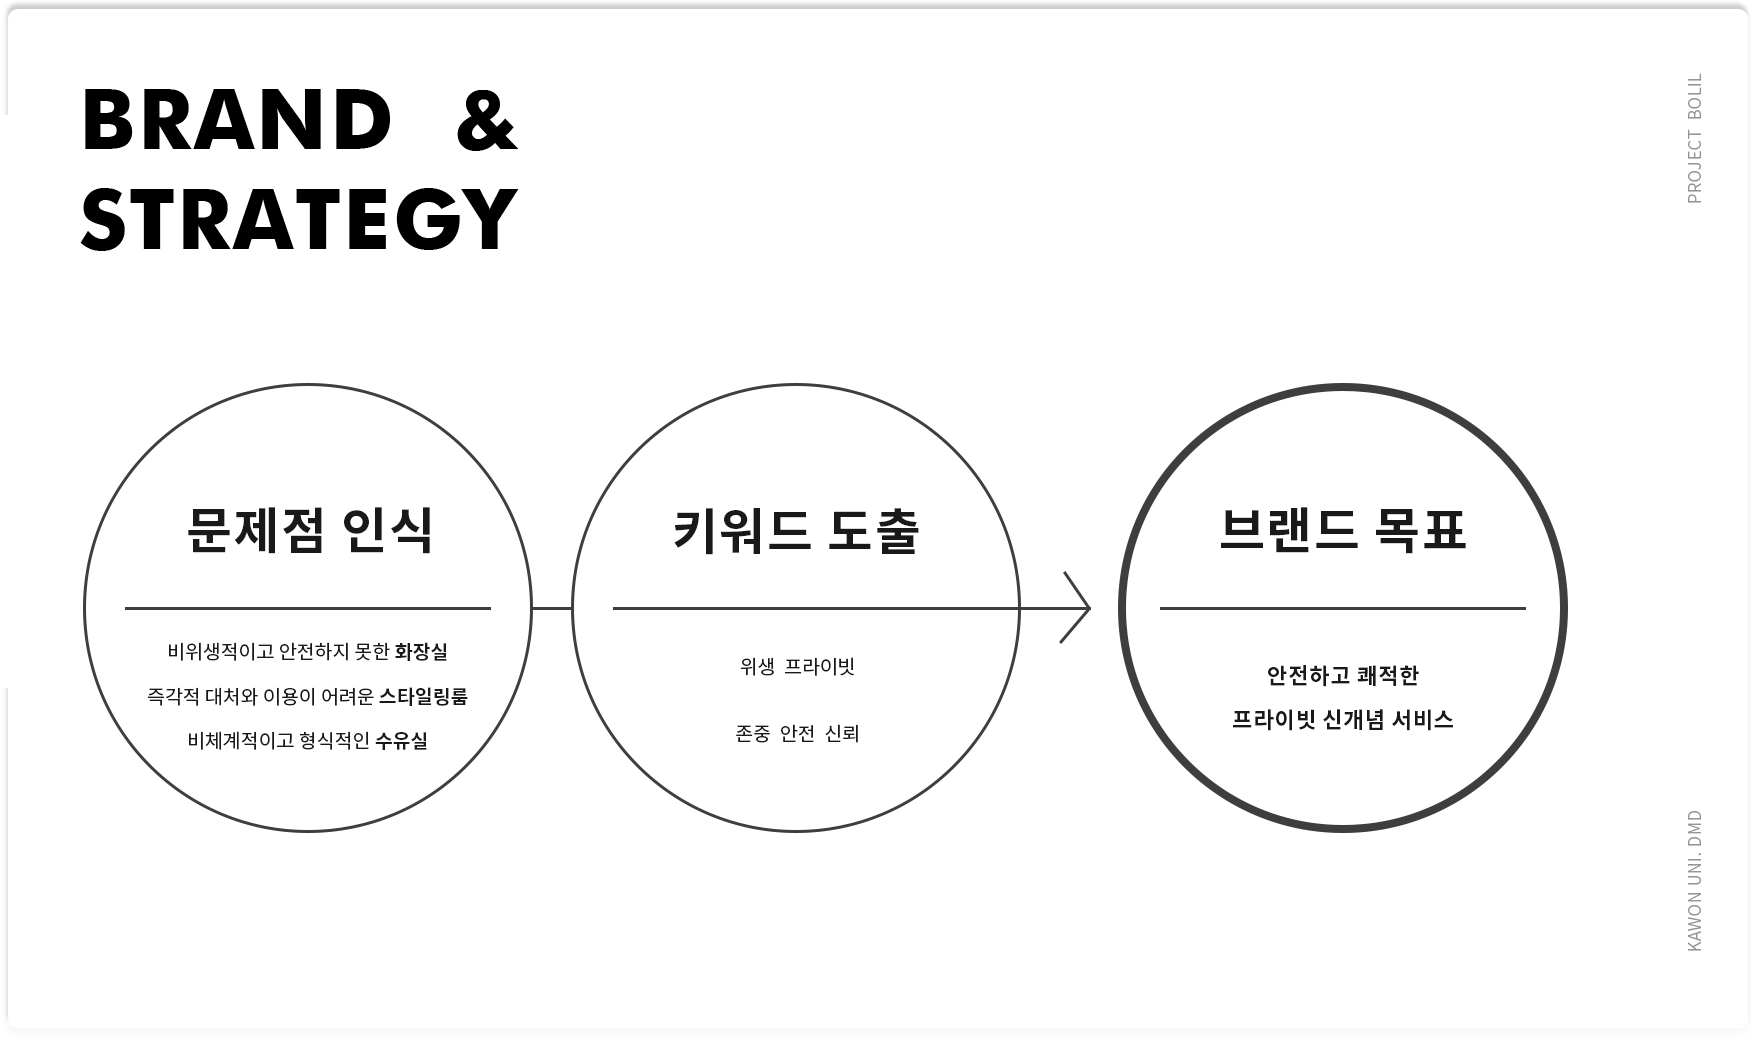 BRAND &
STRATEGY
PROJECT BOLIL
문제점 인식
비위생적이고 안전하지 못한 화장실
즉각적 대처와 이용이 어려운 스타일링룸
비체계적이고 형식적인 수유실
키워드 도출
위생 프라이빗
존중 안전 신뢰
브랜드 목표
안전하고 쾌적한
프라이빗 신개념 서비스
KAWON UNI. DMD